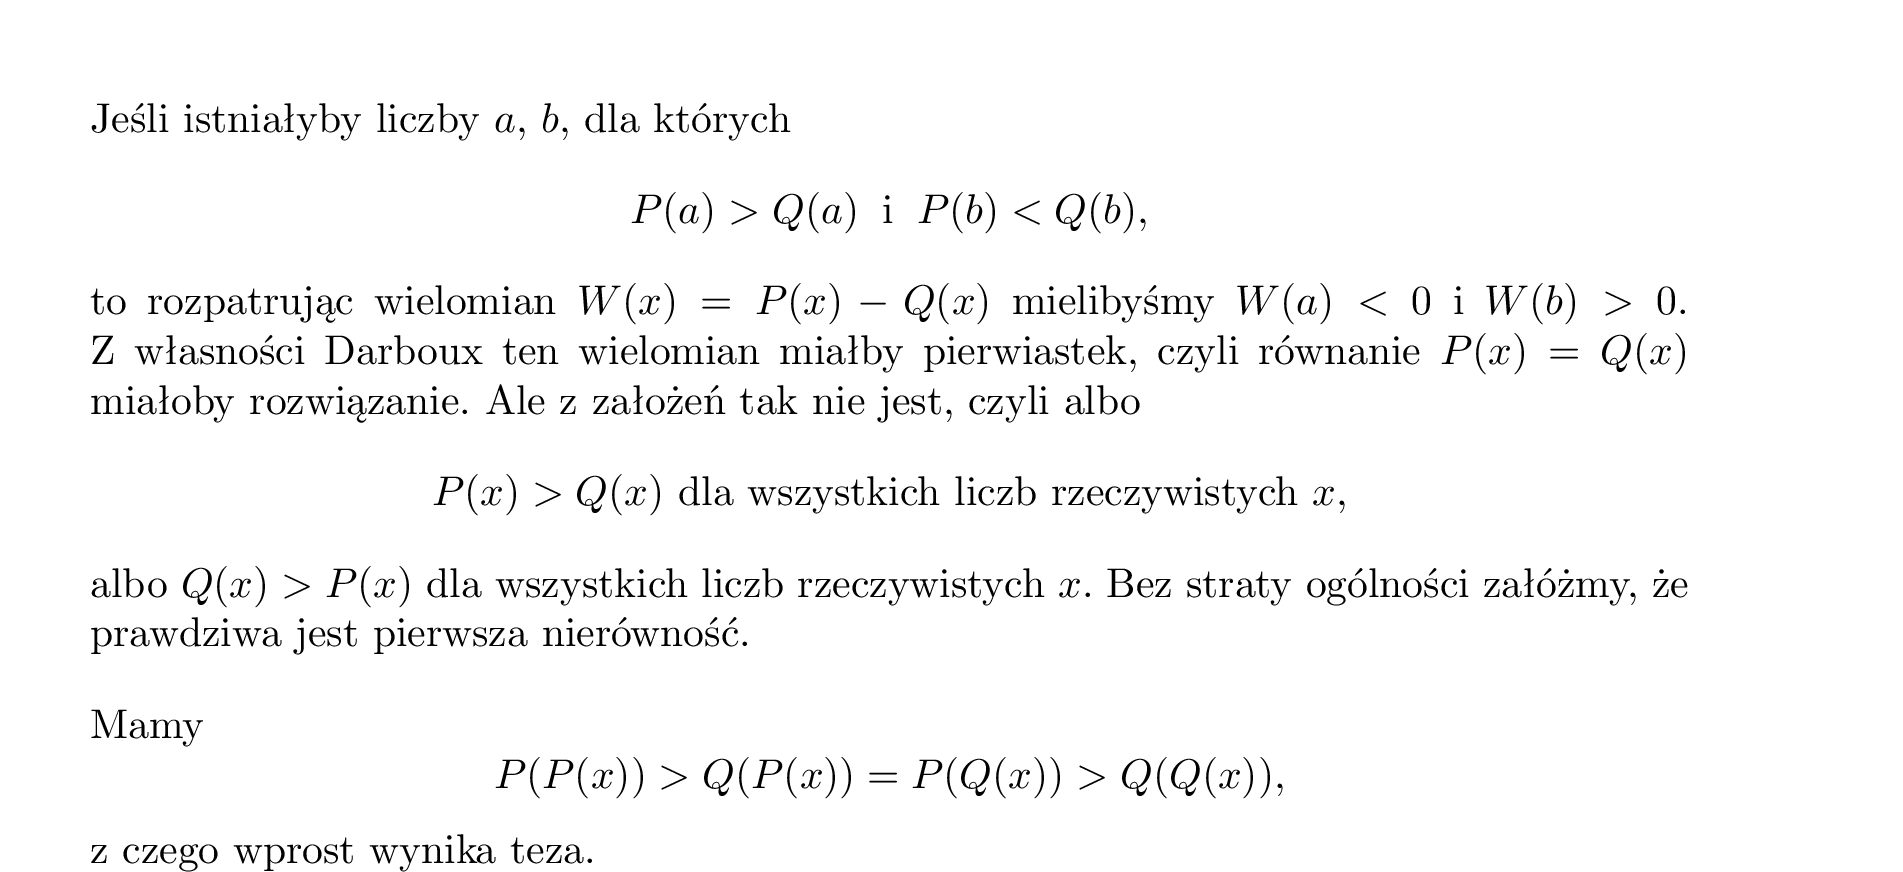 Jeśli istniałyby liczby a, b, dla których
P(a) > Q(a) i P(b) < Q(b),
to rozpatrując wielomian W(x) = P(x) − Q(x) mielibyśmy W(a) < 0 i W(b) > 0.
Z własności Darboux ten wielomian miałby pierwiastek, czyli równanie P(x) = Q(x)
miałoby rozwiązanie. Ale z założeń tak nie jest, czyli albo
P(x) > Q(x) dla wszystkich liczb rzeczywistych x,
albo Q(x) > P(x) dla wszystkich liczb rzeczywistych x. Bez straty ogólności załóżmy, że
prawdziwa jest pierwsza nierówność.
Mamy
P(P(x)) > Q(P(x)) = P(Q(x)) > Q(Q(x)),
z czego wprost wynika teza.